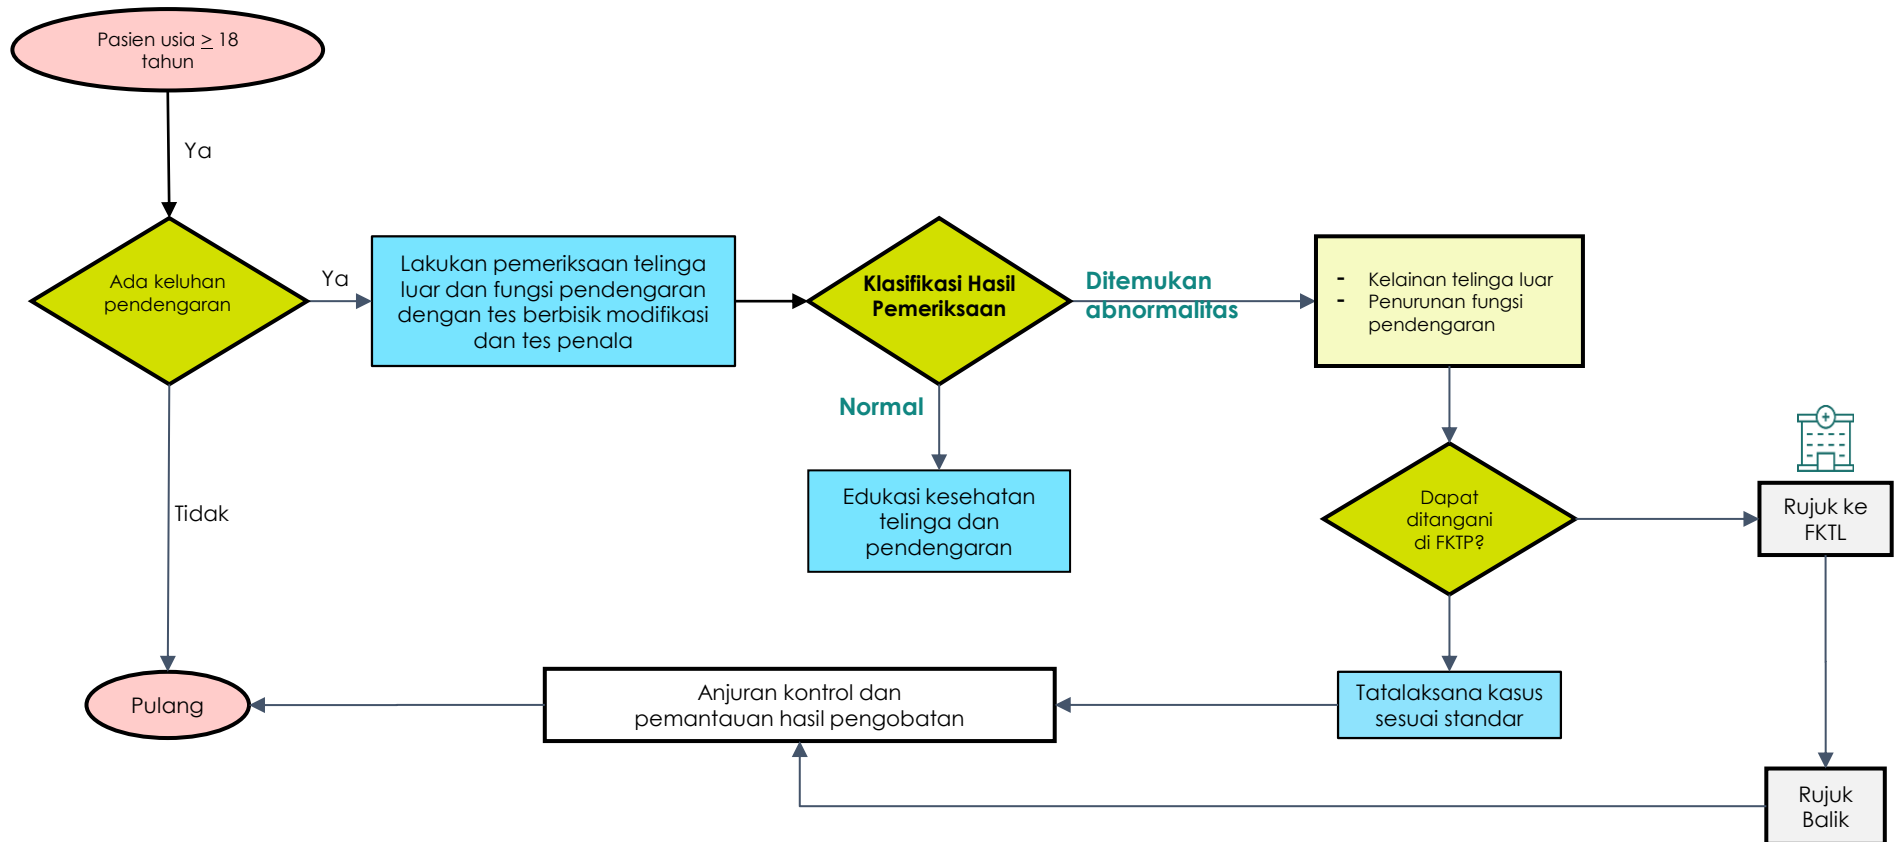 Pasien usia ≥ 18
tahun
Ya
Ada keluhan
pendengaran
Ya
Lakukan pemeriksaan telinga
luar dan fungsi pendengaran
dengan tes berbisik modifikasi
dan tes penala
Klasifikasi Hasil
Pemeriksaan
Ditemukan
abnormalitas
- Kelainan telinga luar
- Penurunan fungsi
pendengaran
Normal
Edukasi kesehatan
telinga dan
pendengaran
Dapat
ditangani
di FKTP?
Rujuk ke
FKTL
Tidak
Pulang
Anjuran kontrol dan
pemantauan hasil pengobatan
Tatalaksana kasus
sesuai standar
Rujuk
Balik